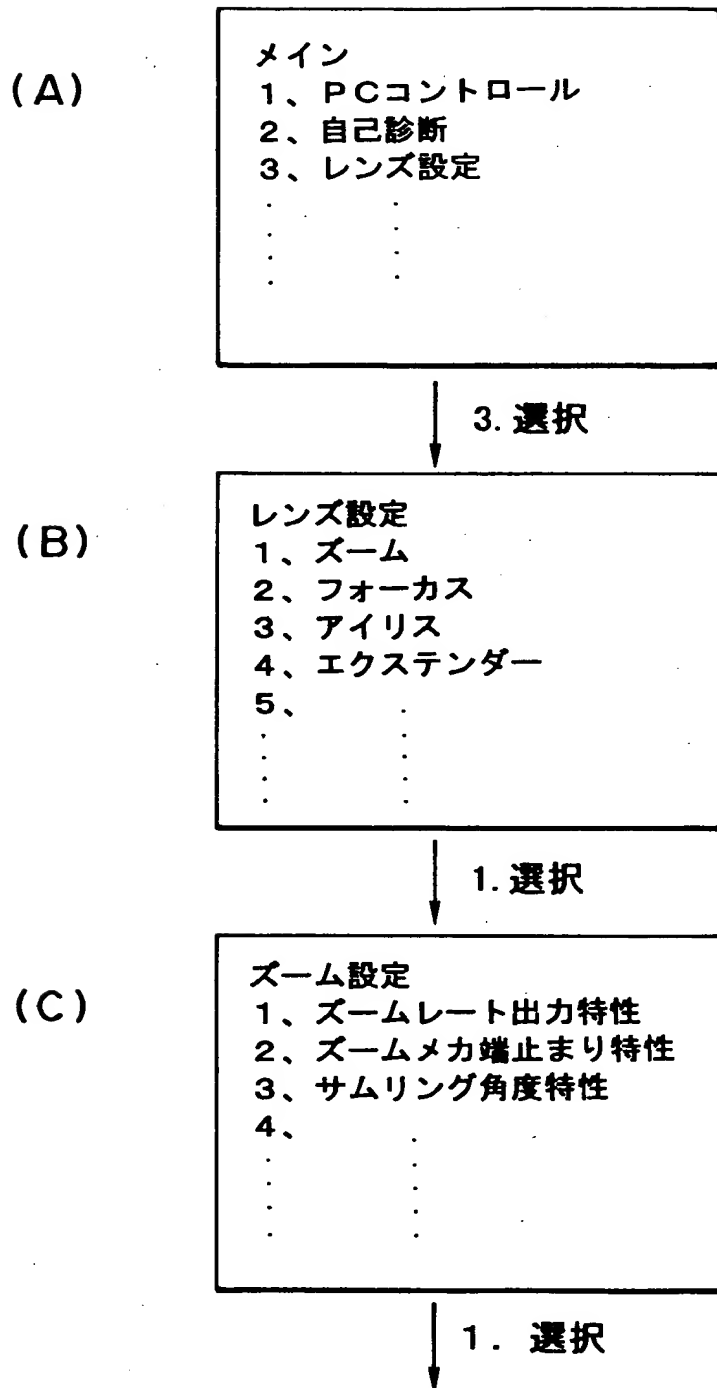 (A)
メイン
1、PCコントロール
2、自己診断
3、レンズ設定
3. 選択
(B)
レンズ設定
1、ズーム
2、フォーカス
3、アイリス
4、エクステンダー
5、
1. 選択
(C)
ズーム設定
1、ズームレート出力特性
2、ズームメカ端止まり特性
3、サムリング角度特性
4、
1. 選択